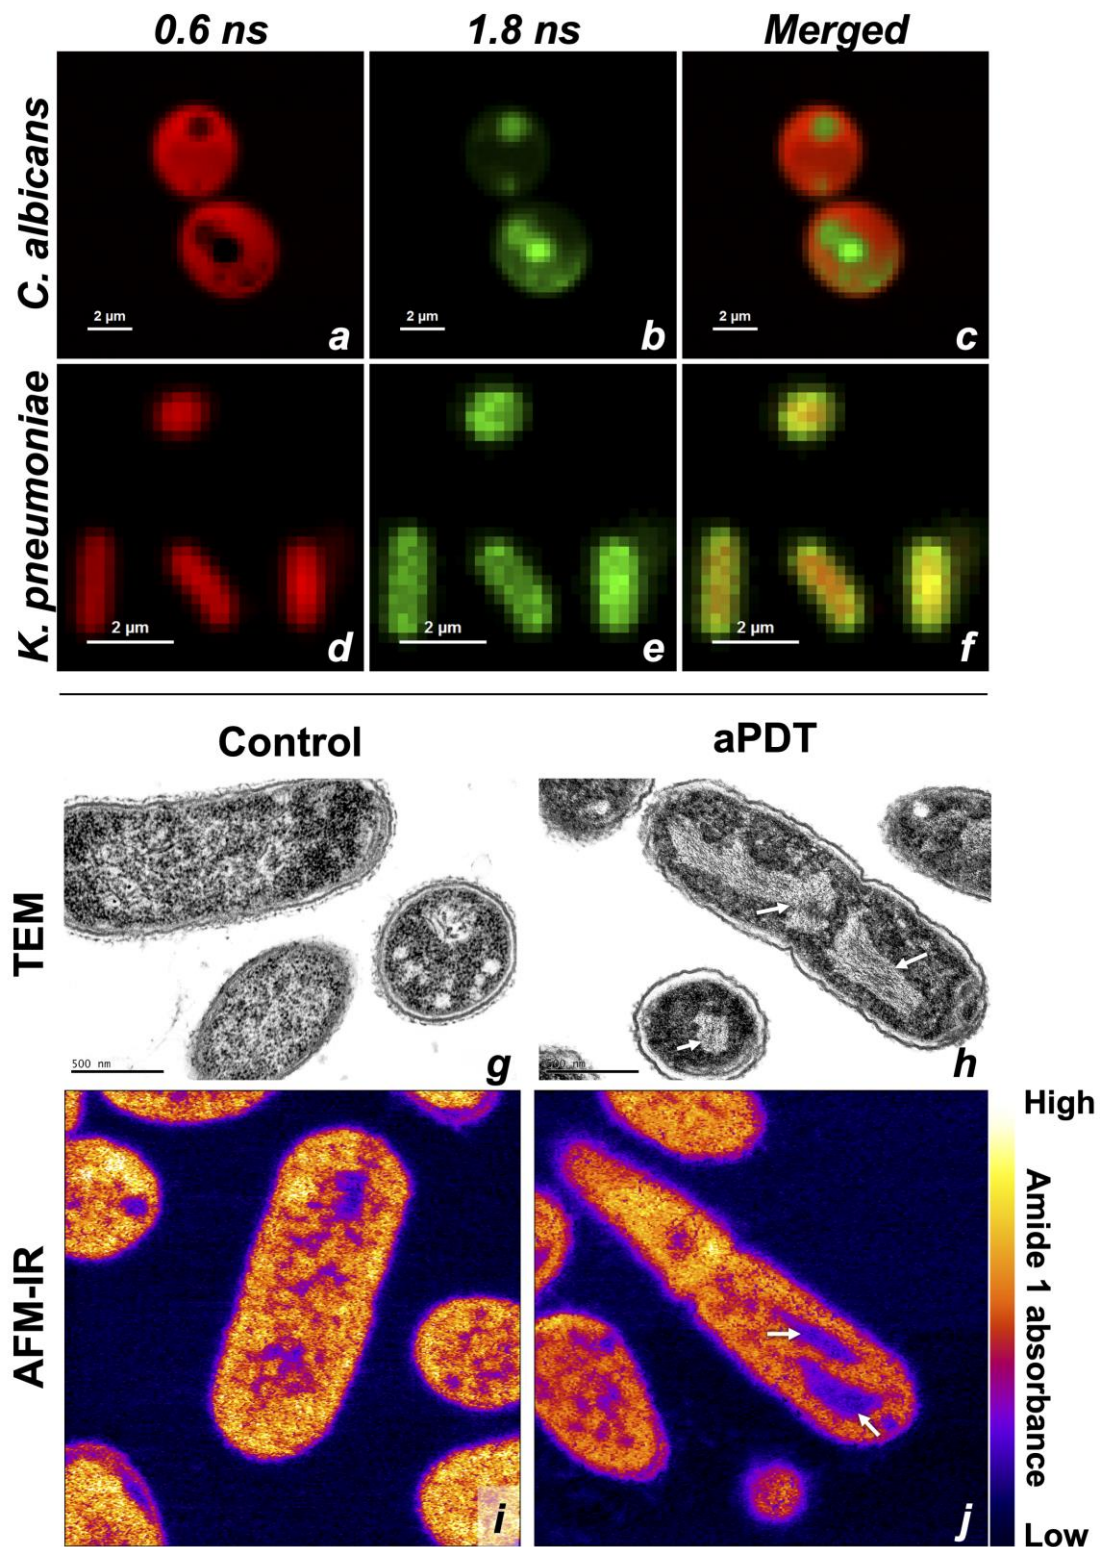 0.6 ns
1.8 ns
Merged
C. albicans
2 µm
a
2 µm
b
2 µm
c
K. pneumoniae
2 µm
d
2 µm
e
2 µm
f
Control
aPDT
TEM
500 nm
g
nm
h
AFM-IR
i
j
High
Amide 1 absorbance
Low